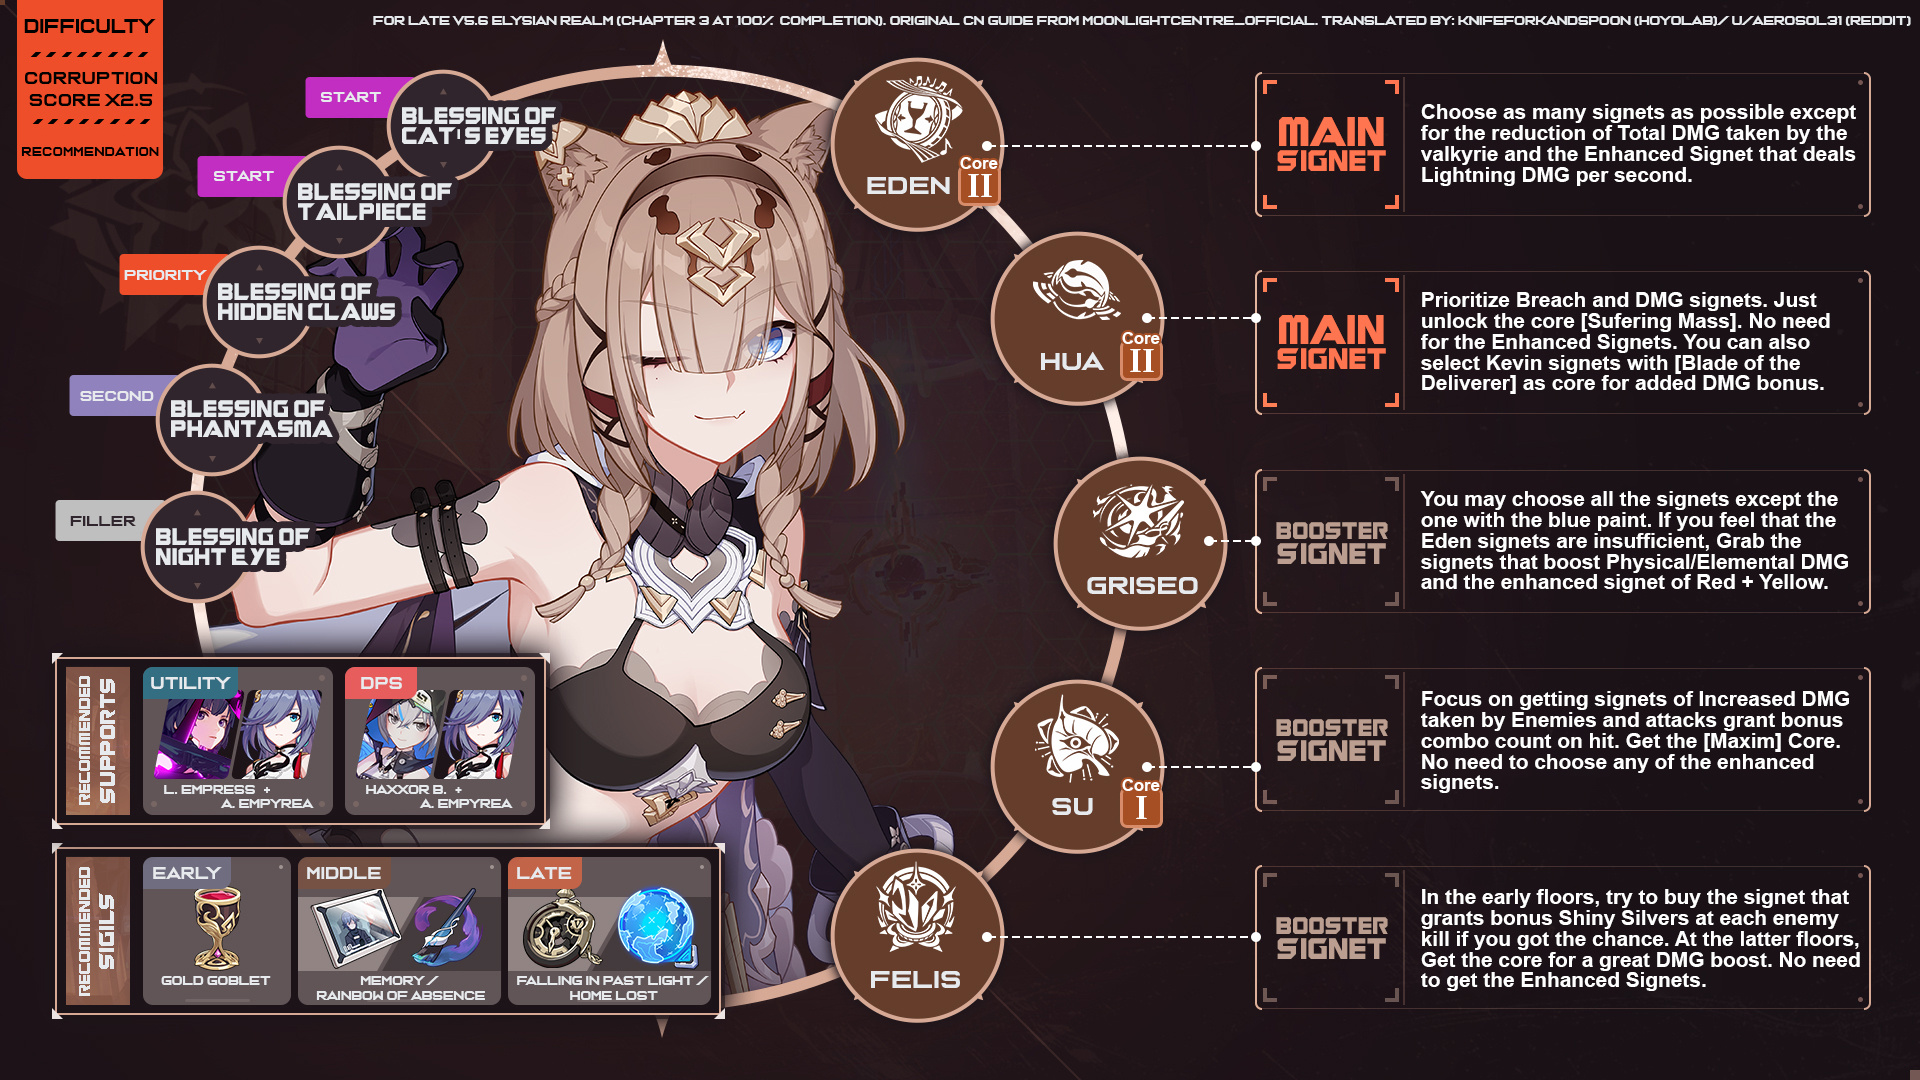 DIFFICULTY
CORRUPTION
SCORE X2.5
RECOMMENDATION
FOR LATE V5.6 ELYSIAN REALM (CHAPTER 3 AT 100% COMPLETION). ORIGINAL CN GUIDE FROM MOONLIGHTCENTRE_OFFICIAL. TRANSLATED BY: KNIFEFORKANDSPOON (HOYOLAB)/ U/AEROSOL31 (REDDIT)
START
BLESSING OF
CAT'S EYES
START
BLESSING OF
TAILPIECE
PRIORITY
BLESSING OF
HIDDEN CLAWS
SECOND
BLESSING OF
PHANTASMA
FILLER
BLESSING OF
NIGHT EYE
RECOMMENDED
SUPPORTS
UTILITY
L. EMPRESS +
A. EMPYREA
DPS
HAXXOR B. +
A. EMPYREA
RECOMMENDED
SIGILS
EARLY
GOLD GOBLET
MIDDLE
MEMORY /
RAINBOW OF ABSENCE
LATE
FALLING IN PAST LIGHT /
HOME LOST
EDEN
Core
II
MAIN
SIGNET
Choose as many signets as possible except
for the reduction of Total DMG taken by the
valkyrie and the Enhanced Signet that deals
Lightning DMG per second.
HUA
Core
II
MAIN
SIGNET
Prioritize Breach and DMG signets. Just
unlock the core [Sufering Mass]. No need
for the Enhanced Signets. You can also
select Kevin signets with [Blade of the
Deliverer] as core for added DMG bonus.
GRISEO
BOOSTER
SIGNET
You may choose all the signets except the
one with the blue paint. If you feel that the
Eden signets are insufficient, Grab the
signets that boost Physical/Elemental DMG
and the enhanced signet of Red + Yellow.
SU
Core
I
BOOSTER
SIGNET
Focus on getting signets of Increased DMG
taken by Enemies and attacks grant bonus
combo count on hit. Get the [Maxim] Core.
No need to choose any of the enhanced
signets.
FELIS
BOOSTER
SIGNET
In the early floors, try to buy the signet that
grants bonus Shiny Silvers at each enemy
kill if you got the chance. At the latter floors,
Get the core for a great DMG boost. No need
to get the Enhanced Signets.